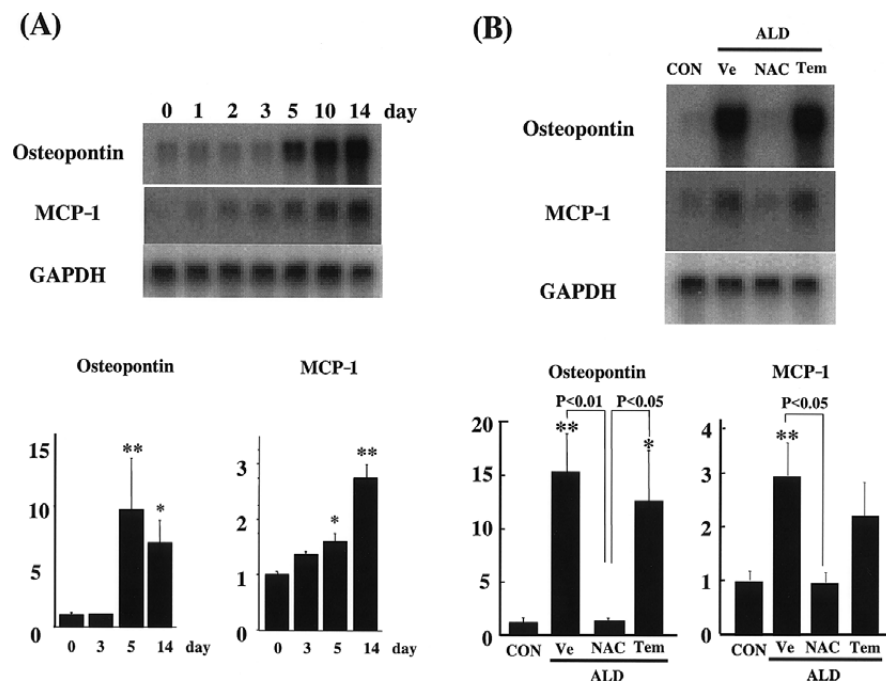 (A)
0 1 2 3 5 10 14 day
Osteopontin
MCP-1
GAPDH
Osteopontin
15
10
5
0
**
*
0 3 5 14 day
MCP-1
3
2
1
0
*
**
0 3 5 14 day
(B)
ALD
CON Ve NAC Tem
Osteopontin
MCP-1
GAPDH
Osteopontin
P<0.01 P<0.05
20
15
10
5
0
**
*
CON Ve NAC Tem
ALD
MCP-1
P<0.05
4
3
2
1
0
**
CON Ve NAC Tem
ALD